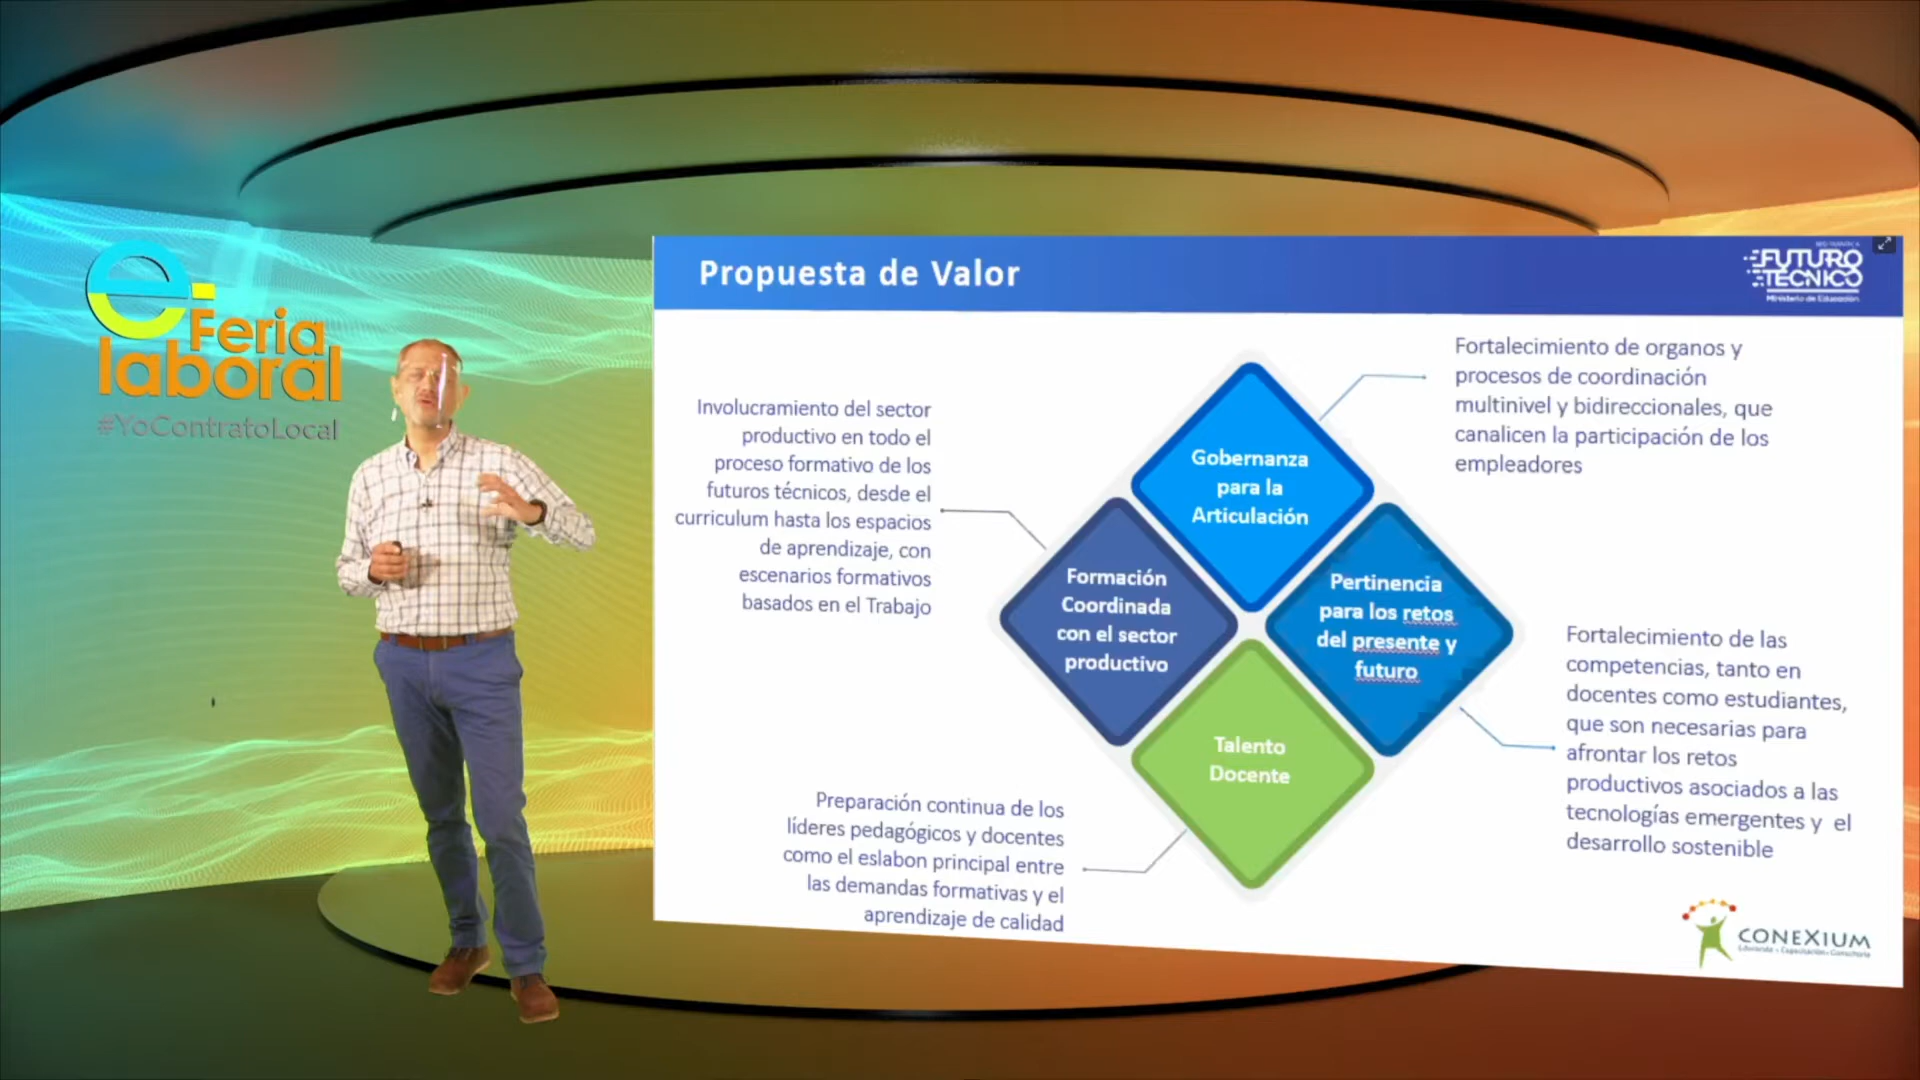 e
Feria
laboral
#YoContratoLocal
Propuesta de Valor
FUTURO
TÉCNICO
Ministerio de Educación
Involucramiento del sector
productivo en todo el
proceso formativo de los
futuros técnicos, desde el
curriculum hasta los espacios
de aprendizaje, con
escenarios formativos
basados en el Trabajo
Fortalecimiento de organos y
procesos de coordinación
multinivel y bidireccionales, que
canalicen la participación de los
empleadores
Gobernanza
para la
Articulación
Formación
Coordinada
con el sector
productivo
Pertinencia
para los retos
del presente y
futuro
Talento
Docente
Preparación continua de los
líderes pedagógicos y docentes
como el eslabon principal entre
las demandas formativas y el
aprendizaje de calidad
Fortalecimiento de las
competencias, tanto en
docentes como estudiantes,
que son necesarias para
afrontar los retos
productivos asociados a las
tecnologías emergentes y el
desarrollo sostenible
CONEXIUM